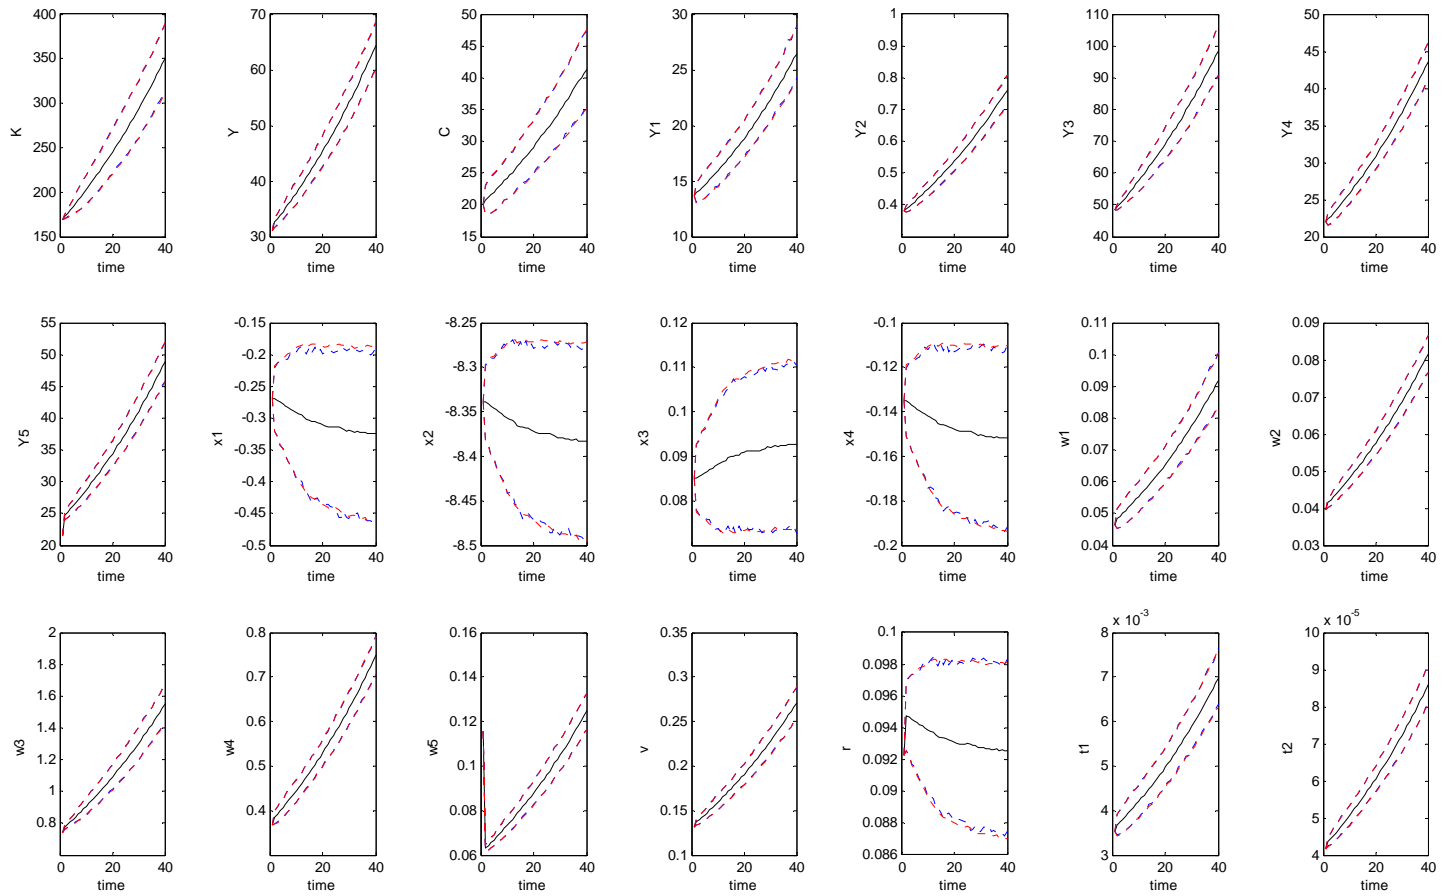 400 350 300 250 200 150 K 0 20 40 time
70 60 50 40 30 Y 0 20 40 time
50 45 40 35 30 25 20 15 C 0 20 40 time
30 25 20 15 10 Y1 0 20 40 time
1 0.9 0.8 0.7 0.6 0.5 0.4 Y2 0 20 40 time
110 100 90 80 70 60 50 40 Y3 0 20 40 time
50 45 40 35 30 25 20 Y4 0 20 40 time
55 50 45 40 35 30 25 20 Y5 0 20 40 time
-0.15 -0.2 -0.25 -0.3 -0.35 -0.4 -0.45 -0.5 x1 0 20 40 time
-8.25 -8.3 -8.35 -8.4 -8.45 -8.5 x2 0 20 40 time
0.12 0.11 0.1 0.09 0.08 0.07 x3 0 20 40 time
-0.1 -0.12 -0.14 -0.16 -0.18 -0.2 x4 0 20 40 time
0.11 0.1 0.09 0.08 0.07 0.06 0.05 0.04 w1 0 20 40 time
0.09 0.08 0.07 0.06 0.05 0.04 0.03 w2 0 20 40 time
2 1.8 1.6 1.4 1.2 1 0.8 w3 0 20 40 time
0.8 0.7 0.6 0.5 0.4 w4 0 20 40 time
0.16 0.14 0.12 0.1 0.08 0.06 w5 0 20 40 time
0.35 0.3 0.25 0.2 0.15 0.1 v 0 20 40 time
0.1 0.098 0.096 0.094 0.092 0.09 0.088 0.086 r 0 20 40 time
x 10^-3 8 7 6 5 4 3 t1 0 20 40 time
x 10^-5 10 9 8 7 6 5 4 t2 0 20 40 time